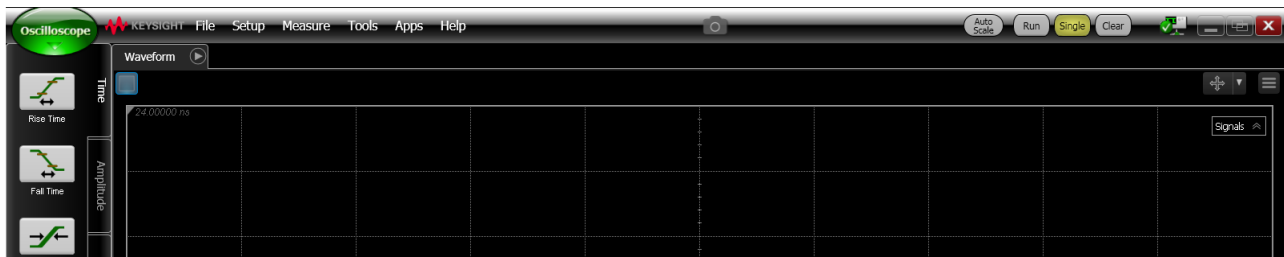 Oscilloscope KEYSIGHT File Setup Measure Tools Apps Help Auto Scale Run Single Clear
Waveform
Time
24.00000 ns
Rise Time
Signals
Amplitude
Fall Time